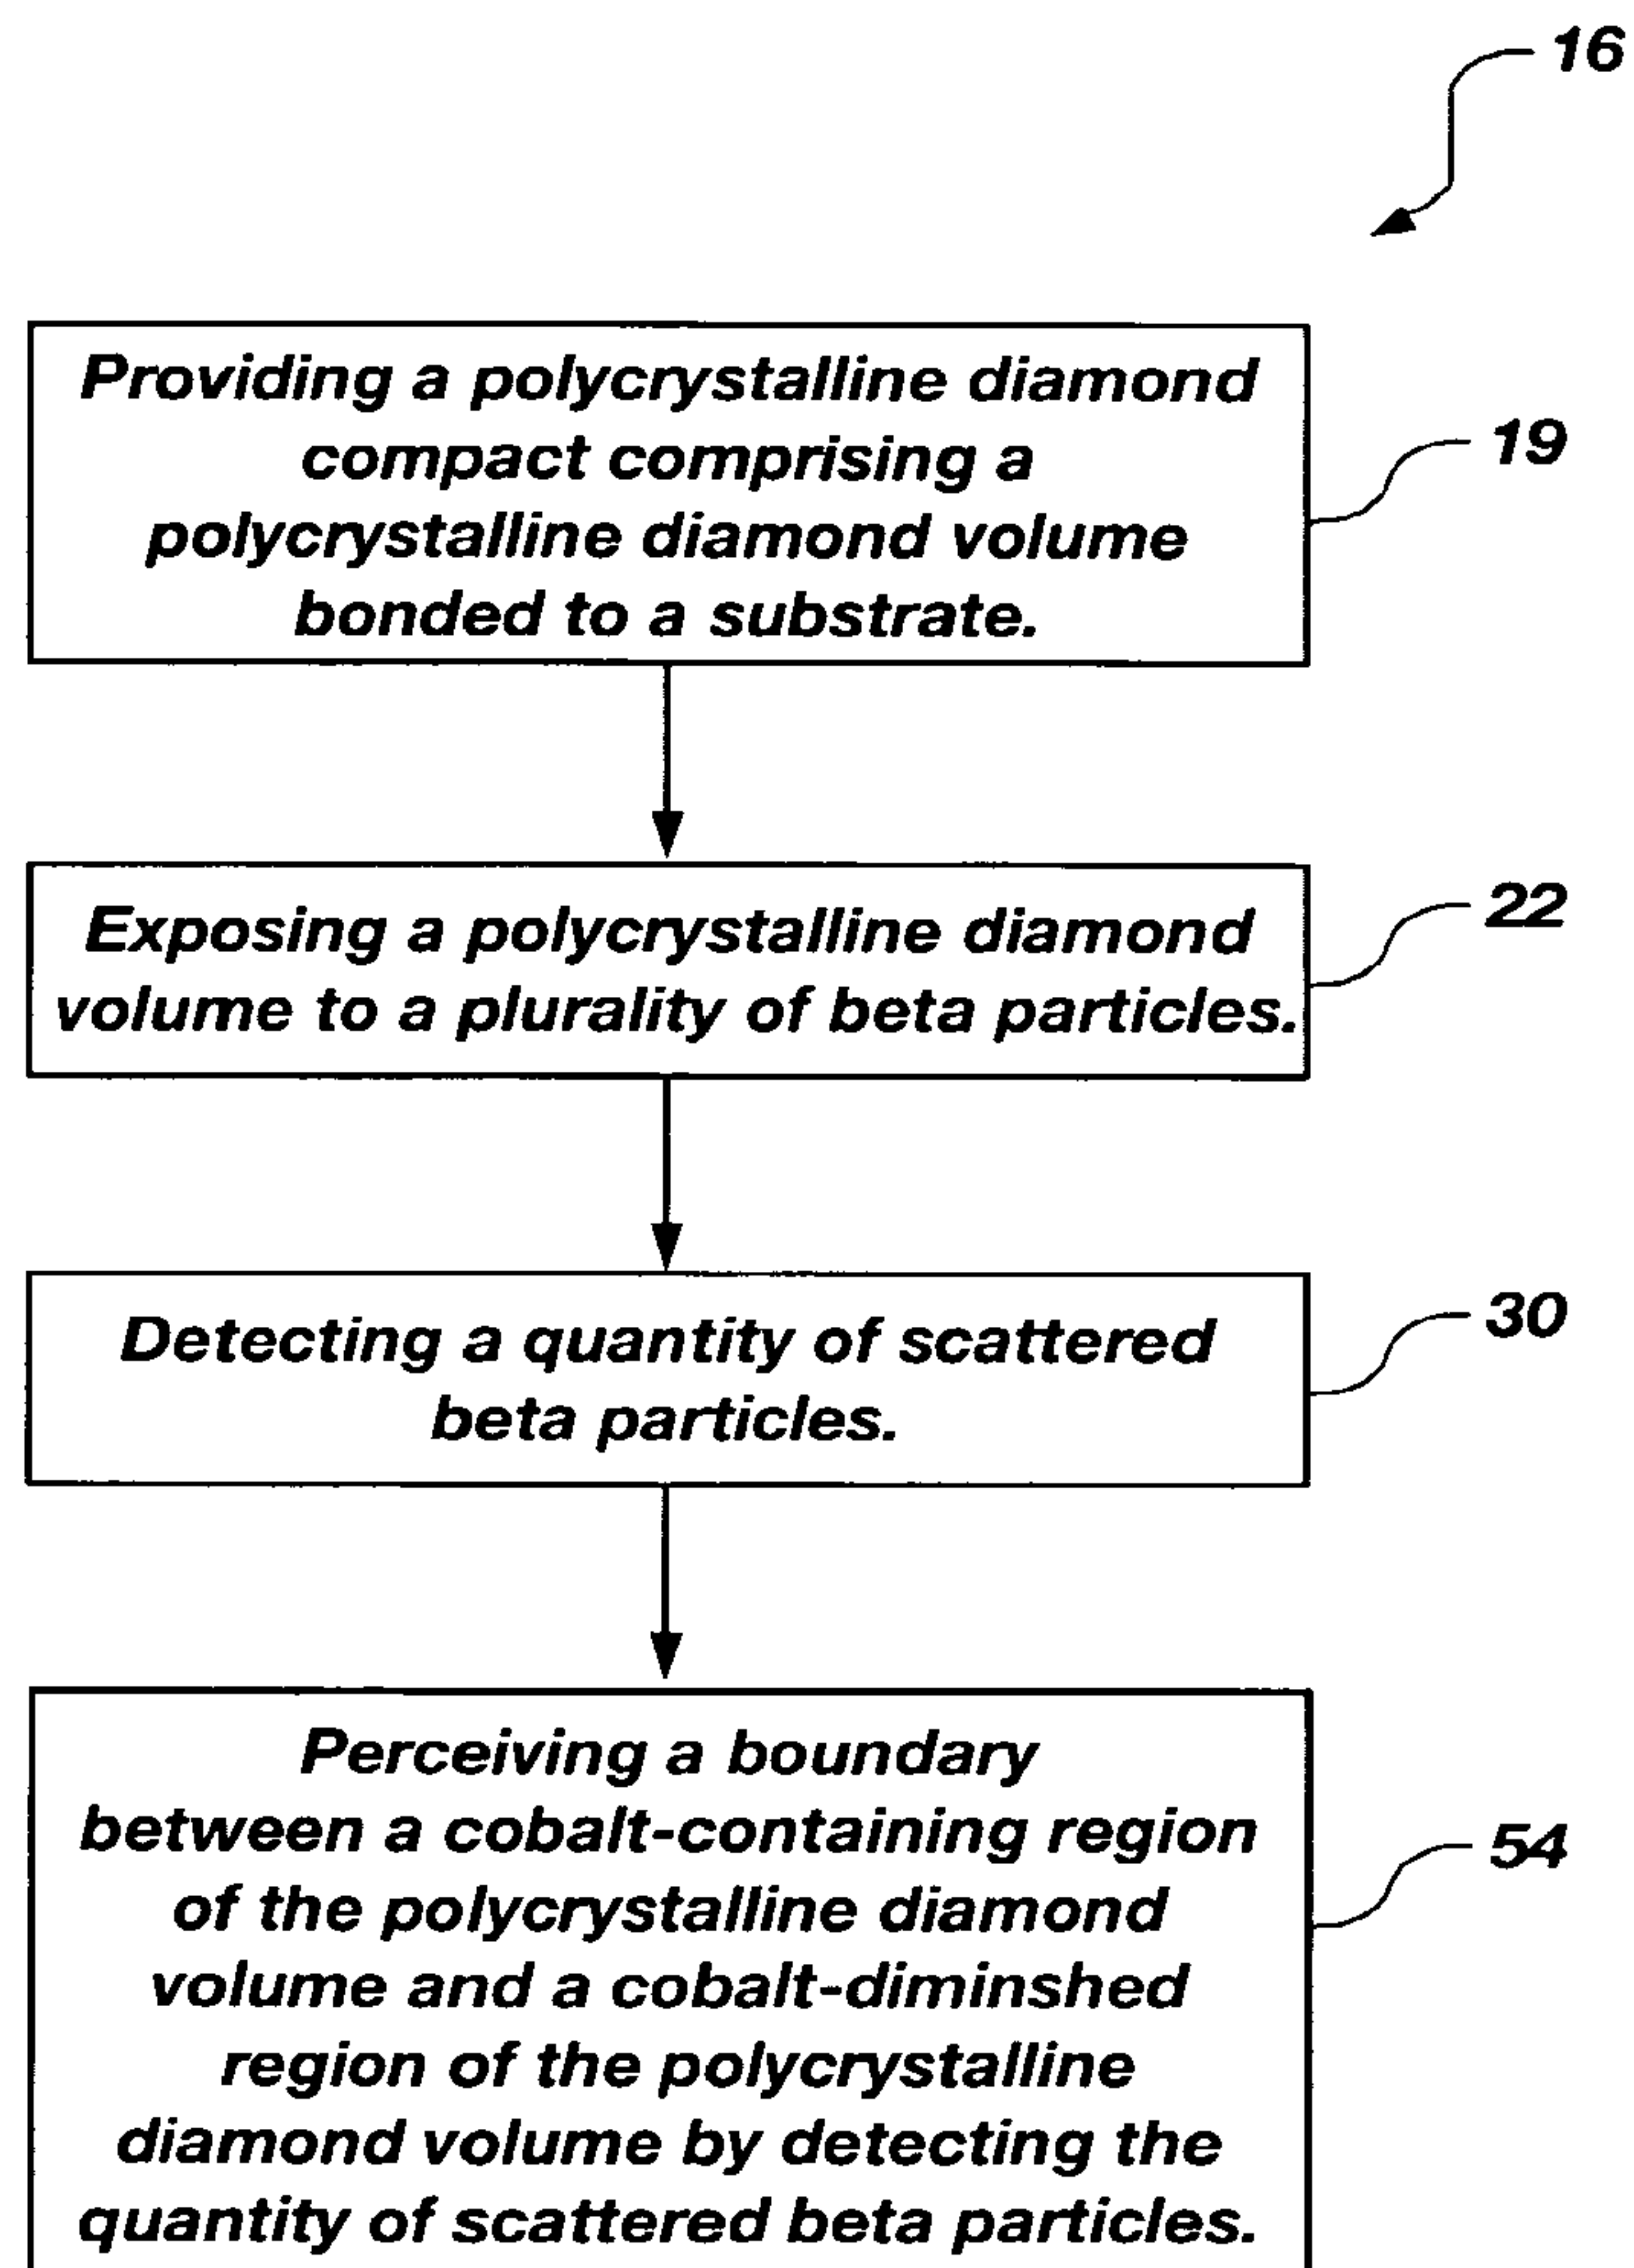 16
Providing a polycrystalline diamond
compact comprising a
polycrystalline diamond volume
bonded to a substrate.
19
Exposing a polycrystalline diamond
volume to a plurality of beta particles.
22
Detecting a quantity of scattered
beta particles.
30
Perceiving a boundary
between a cobalt-containing region
of the polycrystalline diamond
volume and a cobalt-diminshed
region of the polycrystalline
diamond volume by detecting the
quantity of scattered beta particles.
54